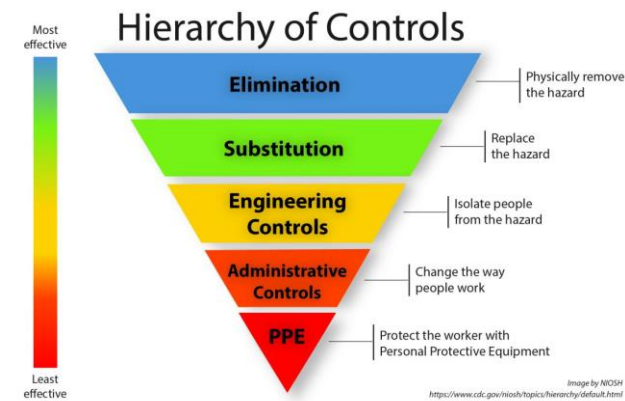 Hierarchy of Controls
Most
effective
Elimination
Physically remove
the hazard
Substitution
Replace
the hazard
Engineering
Controls
Isolate people
from the hazard
Administrative
Controls
Change the way
people work
PPE
Protect the worker with
Personal Protective Equipment
Least
effective
Image by NIOSH
https://www.cdc.gov/niosh/topics/hierarchy/default.html